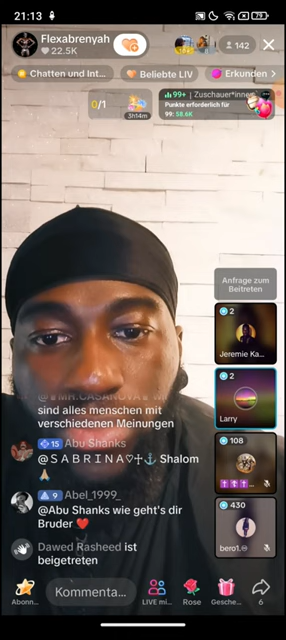 21:13
79
Flexabrenyah
22.5K
142
Chatten und Int...
Beliebte LIV
Erkunden >
0/1
3h14m
99+ | Zuschauer*innen
Punkte erforderlich für
99: 58.6K
Anfrage zum
Beitreten
2
Jeremie Ka...
2
Larry
108
430
bero1.
sind alles menschen mit
verschiedenen Meinungen
15 Abu Shanks
@S A B R I N A♡☥⚓ Shalom
🙏
9 Abel_1999_
@Abu Shanks wie geht's dir
Bruder ❤️
Dawed Rasheed ist
beigetreten
Abonn...
Kommenta...
LIVE mi...
Rose
Gesche...
6